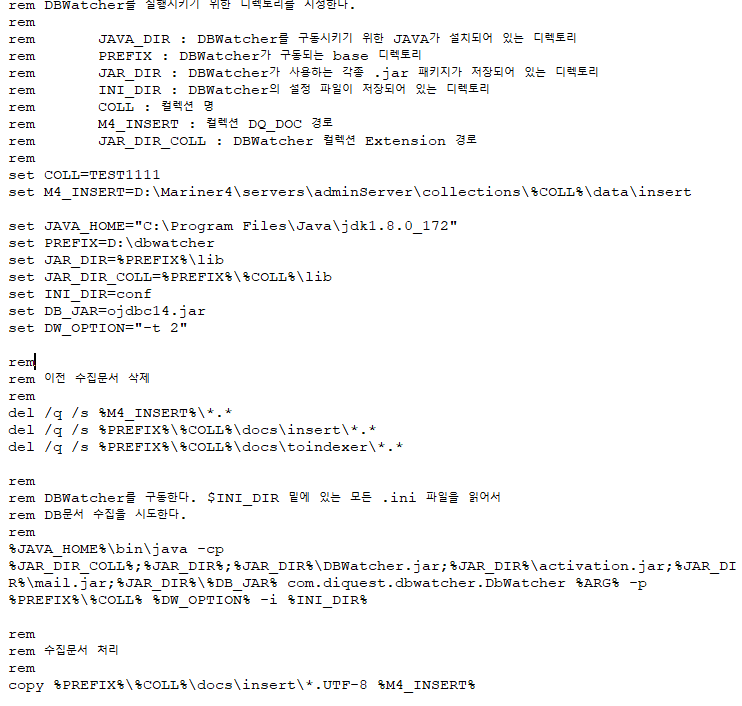 rem DBWatcher를 실행시키기 위한 디렉토리를 지정한다.
rem
rem        JAVA_DIR : DBWatcher를 구동시키기 위한 JAVA가 설치되어 있는 디렉토리
rem        PREFIX : DBWatcher가 구동되는 base 디렉토리
rem        JAR_DIR : DBWatcher가 사용하는 각종 .jar 패키지가 저장되어 있는 디렉토리
rem        INI_DIR : DBWatcher의 설정 파일이 저장되어 있는 디렉토리
rem        COLL : 컬렉션 명
rem        M4_INSERT : 컬렉션 DQ_DOC 경로
rem        JAR_DIR_COLL : DBWatcher 컬렉션 Extension 경로
rem
set COLL=TEST1111
set M4_INSERT=D:\Mariner4\servers\adminServer\collections\%COLL%\data\insert
set JAVA_HOME="C:\Program Files\Java\jdk1.8.0_172"
set PREFIX=D:\dbwatcher
set JAR_DIR=%PREFIX%\lib
set JAR_DIR_COLL=%PREFIX%\%COLL%\lib
set INI_DIR=conf
set DB_JAR=ojdbc14.jar
set DW_OPTION="-t 2"
rem
rem 이전 수집문서 삭제
rem
del /q /s %M4_INSERT%\*.*
del /q /s %PREFIX%\%COLL%\docs\insert\*.*
del /q /s %PREFIX%\%COLL%\docs\toindexer\*.*
rem
rem DBWatcher를 구동한다. $INI_DIR 밑에 있는 모든 .ini 파일을 읽어서
rem DB문서 수집을 시도한다.
rem
%JAVA_HOME%\bin\java -cp
%JAR_DIR_COLL%;%JAR_DIR%;%JAR_DIR%\DBWatcher.jar;%JAR_DIR%\activation.jar;%JAR_DI
R%\mail.jar;%JAR_DIR%\%DB_JAR% com.diquest.dbwatcher.DbWatcher %ARG% -p
%PREFIX%\%COLL% %DW_OPTION% -i %INI_DIR%
rem
rem 수집문서 처리
rem
copy %PREFIX%\%COLL%\docs\insert\*.UTF-8 %M4_INSERT%